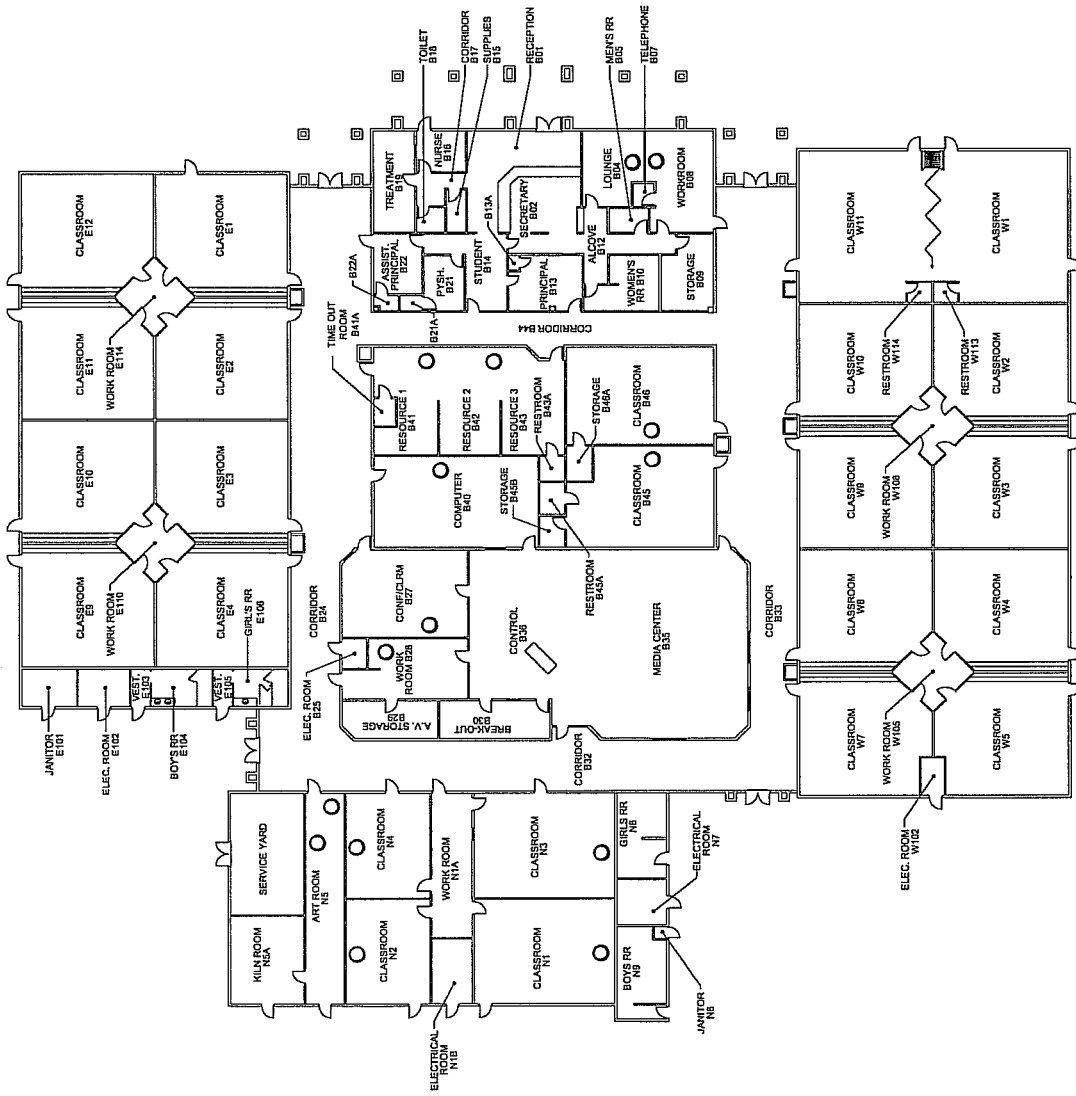 CLASSROOM
E12
CLASSROOM
E1
CLASSROOM
E11
WORK ROOM
E114
CLASSROOM
E2
CLASSROOM
E10
CLASSROOM
E3
CLASSROOM
E9
WORK ROOM
E110
CLASSROOM
E4
GIRL'S RR
E106
VEST.
E103
VEST.
E105
JANITOR
E101
ELEC. ROOM
E102
BOY'S RR
E104
TOILET
B18
CORRIDOR
B17
SUPPLIES
B15
RECEPTION
B01
MEN'S RR
B05
TELEPHONE
B07
TREATMENT
B19
NURSE
B16
LOUNGE
B04
WORKROOM
B08
B13A
SECRETARY
B02
ASSIST.
PRINCIPAL
B22
PYSH.
B21
STUDENT
B14
PRINCIPAL
B13
ALCOVE
B12
WOMEN'S
RR B10
STORAGE
B09
B22A
B21A
TIME OUT
ROOM
B41A
CORRIDOR B44
RESOURCE 1
B41
RESOURCE 2
B42
RESOURCE 3
B43
RESTROOM
B43A
STORAGE
B46A
CLASSROOM
B46
COMPUTER
B40
STORAGE
B45B
CLASSROOM
B45
RESTROOM
B45A
CORRIDOR
B24
CONF/CLRM
B27
WORK
ROOM B28
ELEC. ROOM
B25
A.V. STORAGE
B29
BREAK-OUT
B30
CONTROL
B36
MEDIA CENTER
B35
CORRIDOR
B33
CORRIDOR
B32
SERVICE YARD
KILN ROOM
N5A
ART ROOM
N5
CLASSROOM
N4
CLASSROOM
N2
WORK ROOM
N1A
ELECTRICAL
ROOM
N1B
CLASSROOM
N3
CLASSROOM
N1
GIRLS RR
N6
ELECTRICAL
ROOM
N7
BOYS RR
N9
JANITOR
N8
CLASSROOM
W11
CLASSROOM
W1
CLASSROOM
W10
RESTROOM
W114
RESTROOM
W113
CLASSROOM
W2
CLASSROOM
W9
WORK ROOM
W108
CLASSROOM
W3
CLASSROOM
W8
CLASSROOM
W4
CLASSROOM
W7
WORK ROOM
W105
CLASSROOM
W5
ELEC. ROOM
W102